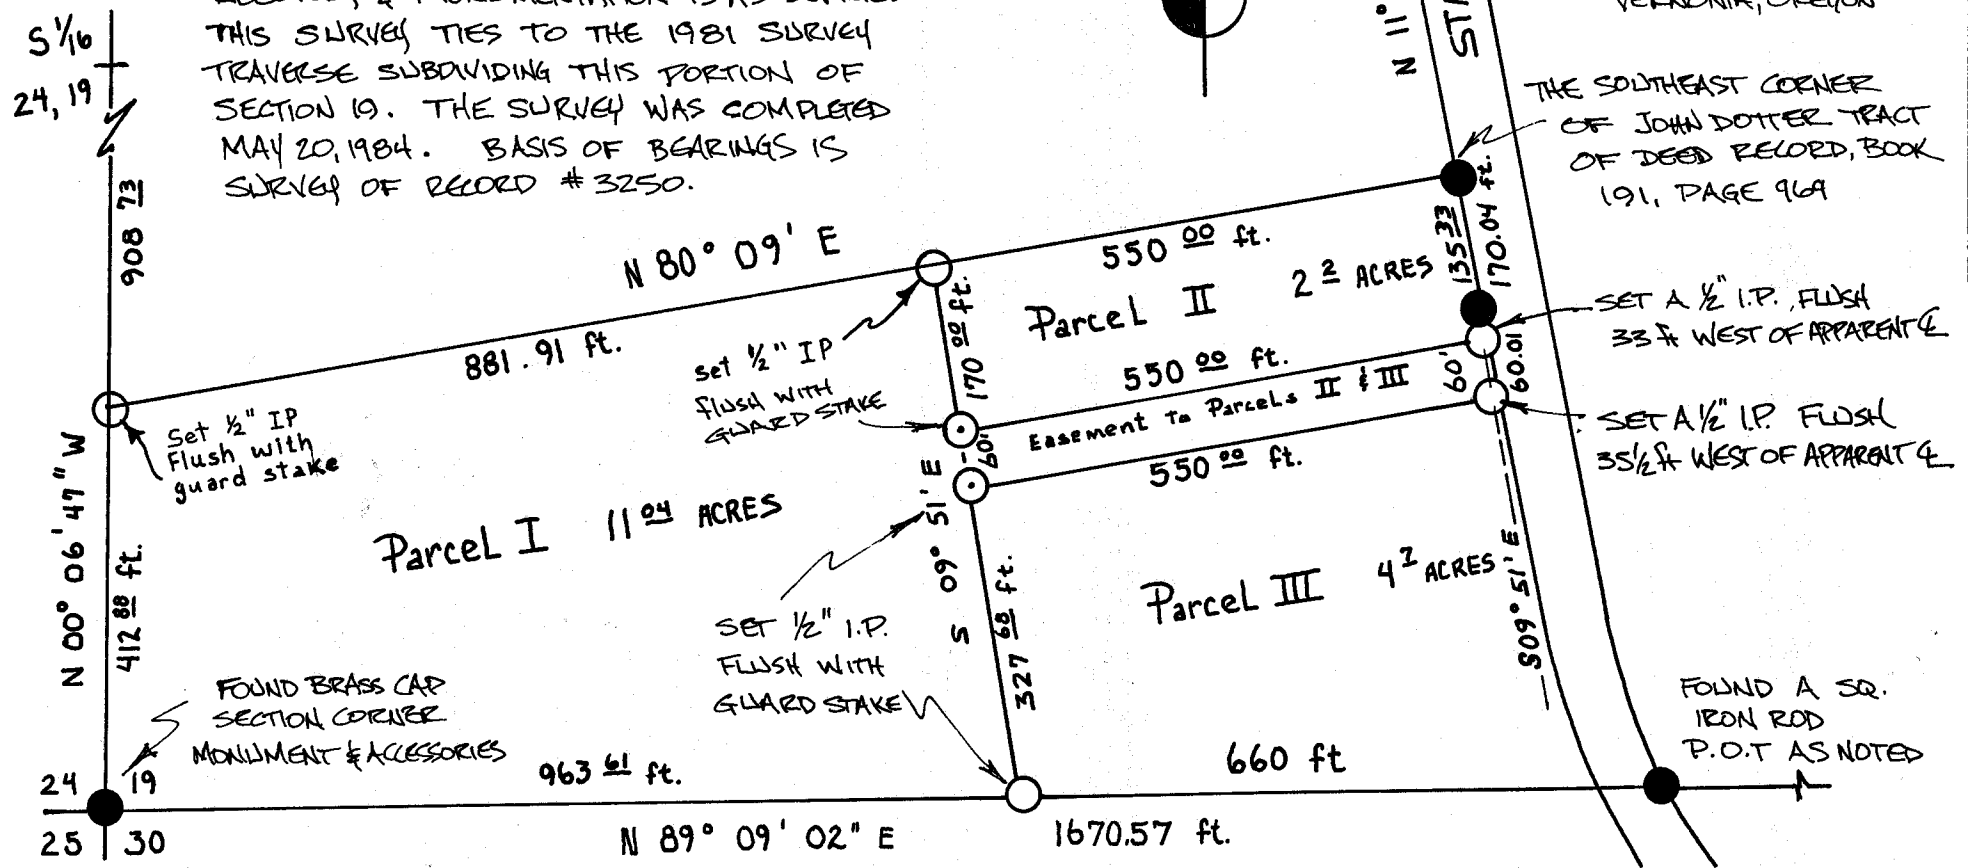 S 1/16
24, 19
THIS SURVEY TIES TO THE 1981 SURVEY
TRAVERSE SUBDIVIDING THIS PORTION OF
SECTION 19. THE SURVEY WAS COMPLETED
MAY 20, 1984. BASIS OF BEARINGS IS
SURVEY OF RECORD # 3250.
N 11°
VERNONIA, OREGON
THE SOUTHEAST CORNER
OF JOHN DOTTER TRACT
OF DEED RECORD, BOOK
191, PAGE 969
908 73
N 80° 09' E
550 00 ft.
135 33
170.04 ft.
881.91 ft.
Set 1/2" IP
flush with
GUARD STAKE
170 00 ft.
Parcel II 2 2 ACRES
550 00 ft.
Easement to Parcels II & III
60'
60.01
SET A 1/2" I.P. FLUSH
33 ft WEST OF APPARENT ℄
SET A 1/2" I.P. FLUSH
35 1/2 ft WEST OF APPARENT ℄
Set 1/2" IP
Flush with
guard stake
60'
550 00 ft.
N 00° 06' 47" W
412 88 ft.
Parcel I 11 04 ACRES
S 09° 51' E
327 68 ft.
Parcel III 4 7 ACRES
S09° 51' E
SET 1/2" I.P.
FLUSH WITH
GUARD STAKE
FOUND BRASS CAP
SECTION CORNER
MONUMENT & ACCESSORIES
FOUND A SQ.
IRON ROD
P.O.T AS NOTED
24 19
25 30
963 61 ft.
660 ft
N 89° 09' 02" E
1670.57 ft.